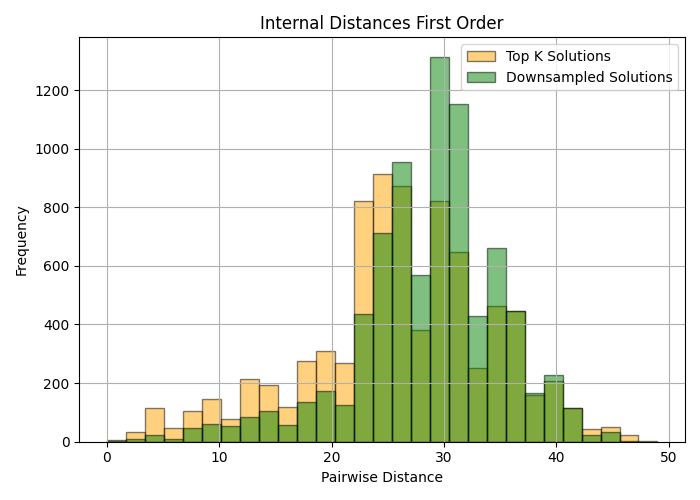 Internal Distances First Order
Top K Solutions
Downsampled Solutions
Frequency
1200
1000
800
600
400
200
0
0 10 20 30 40 50
Pairwise Distance